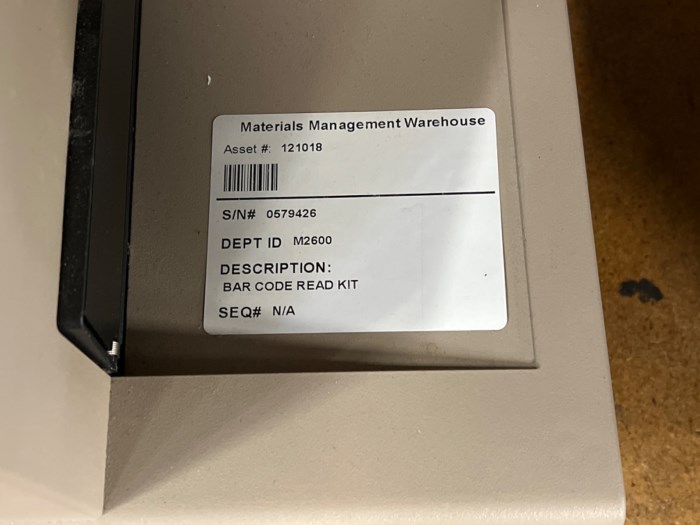 Materials Management Warehouse
Asset #: 121018
S/N# 0579426
DEPT ID M2600
DESCRIPTION:
BAR CODE READ KIT
SEQ# N/A